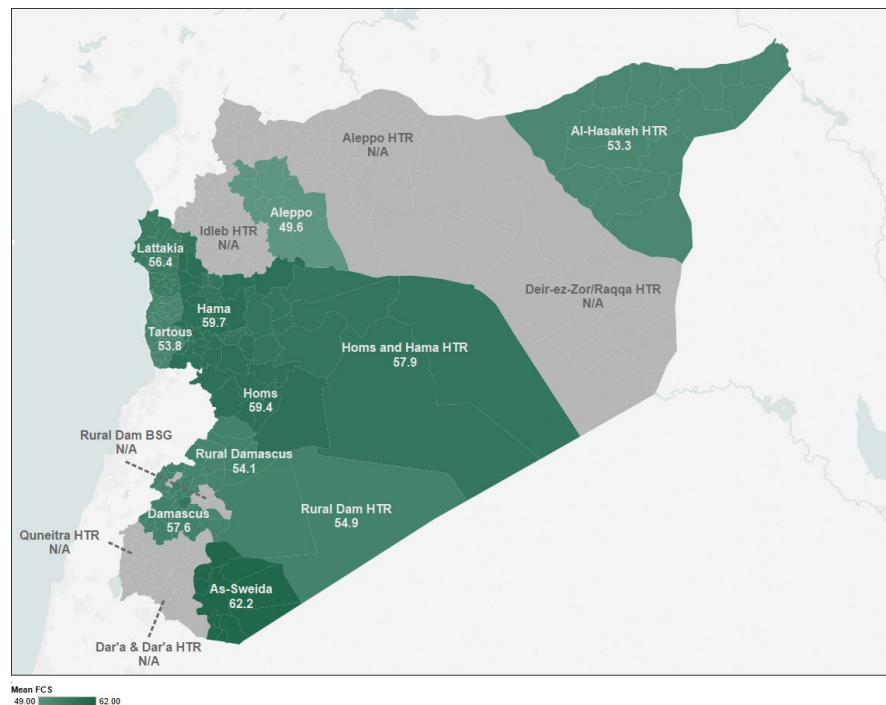 Aleppo HTR
N/A
Al-Hasakeh HTR
53.3
Aleppo
49.6
Idleb HTR
N/A
Lattakia
56.4
Deir-ez-Zor/Raqqa HTR
N/A
Hama
59.7
Tartous
53.8
Homs and Hama HTR
57.9
Homs
59.4
Rural Dam BSG
N/A
Rural Damascus
54.1
Rural Dam HTR
54.9
Damascus
57.6
Quneitra HTR
N/A
As-Sweida
62.2
Dar'a & Dar'a HTR
N/A
Mean FCS
49.00 62.00